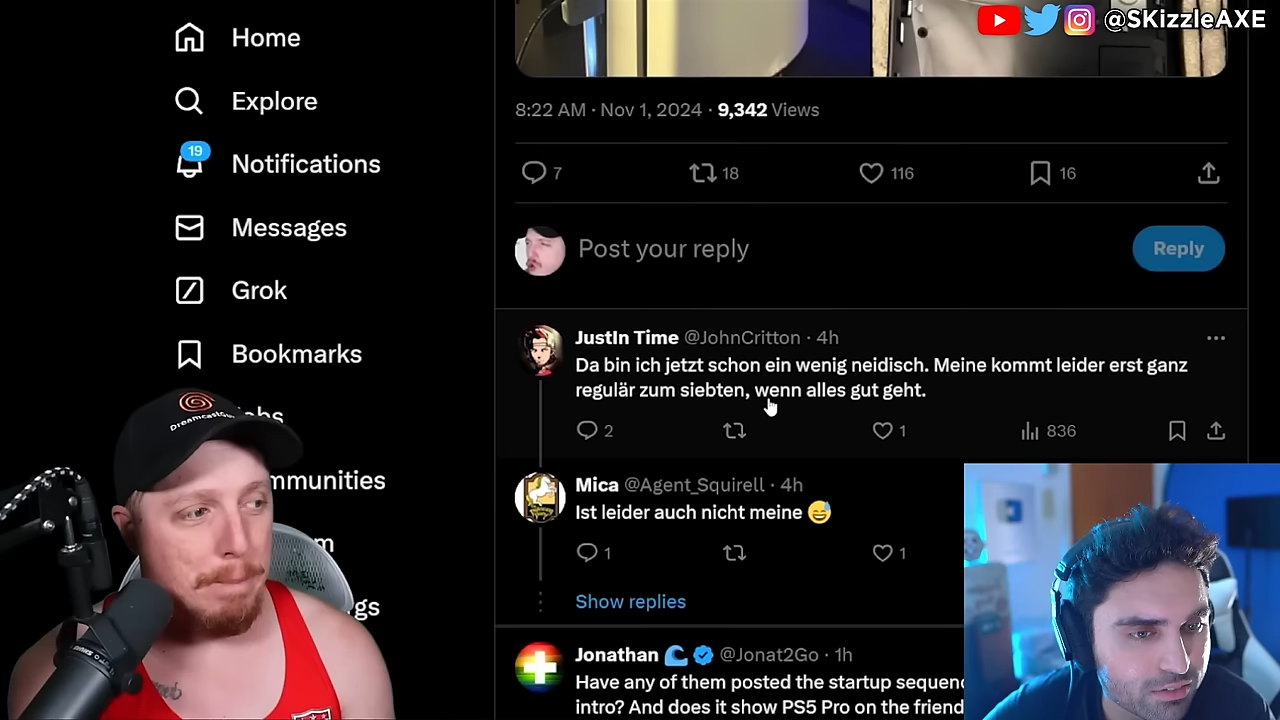 @SKizzleAXE
Home
Explore
19
Notifications
Messages
Grok
Bookmarks
8:22 AM · Nov 1, 2024 · 9,342 Views
7 18 116 16
Post your reply
Reply
JustIn Time @JohnCritton · 4h
Da bin ich jetzt schon ein wenig neidisch. Meine kommt leider erst ganz
regulär zum siebten, wenn alles gut geht.
2 1 836
Mica @Agent_Squirell · 4h
Ist leider auch nicht meine 😅
1 1
Show replies
Jonathan 🌊 @Jonat2Go · 1h
Have any of them posted the startup sequenc
intro? And does it show PS5 Pro on the friend